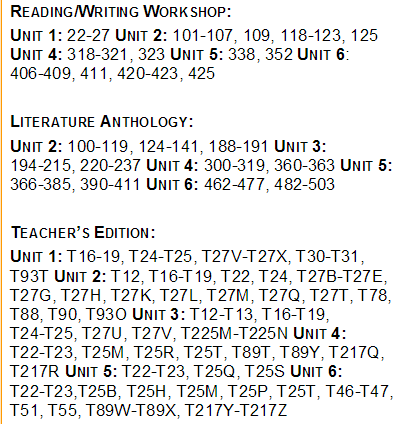 READING/WRITING WORKSHOP:
UNIT 1: 22-27 UNIT 2: 101-107, 109, 118-123, 125
UNIT 4: 318-321, 323 UNIT 5: 338, 352 UNIT 6:
406-409, 411, 420-423, 425
LITERATURE ANTHOLOGY:
UNIT 2: 100-119, 124-141, 188-191 UNIT 3:
194-215, 220-237 UNIT 4: 300-319, 360-363 UNIT 5:
366-385, 390-411 UNIT 6: 462-477, 482-503
TEACHER'S EDITION:
UNIT 1: T16-19, T24-T25, T27V-T27X, T30-T31,
T93T UNIT 2: T12, T16-T19, T22, T24, T27B-T27E,
T27G, T27H, T27K, T27L, T27M, T27Q, T27T, T78,
T88, T90, T93O UNIT 3: T12-T13, T16-T19,
T24-T25, T27U, T27V, T225M-T225N UNIT 4:
T22-T23, T25M, T25R, T25T, T89T, T89Y, T217Q,
T217R UNIT 5: T22-T23, T25Q, T25S UNIT 6:
T22-T23,T25B, T25H, T25M, T25P, T25T, T46-T47,
T51, T55, T89W-T89X, T217Y-T217Z